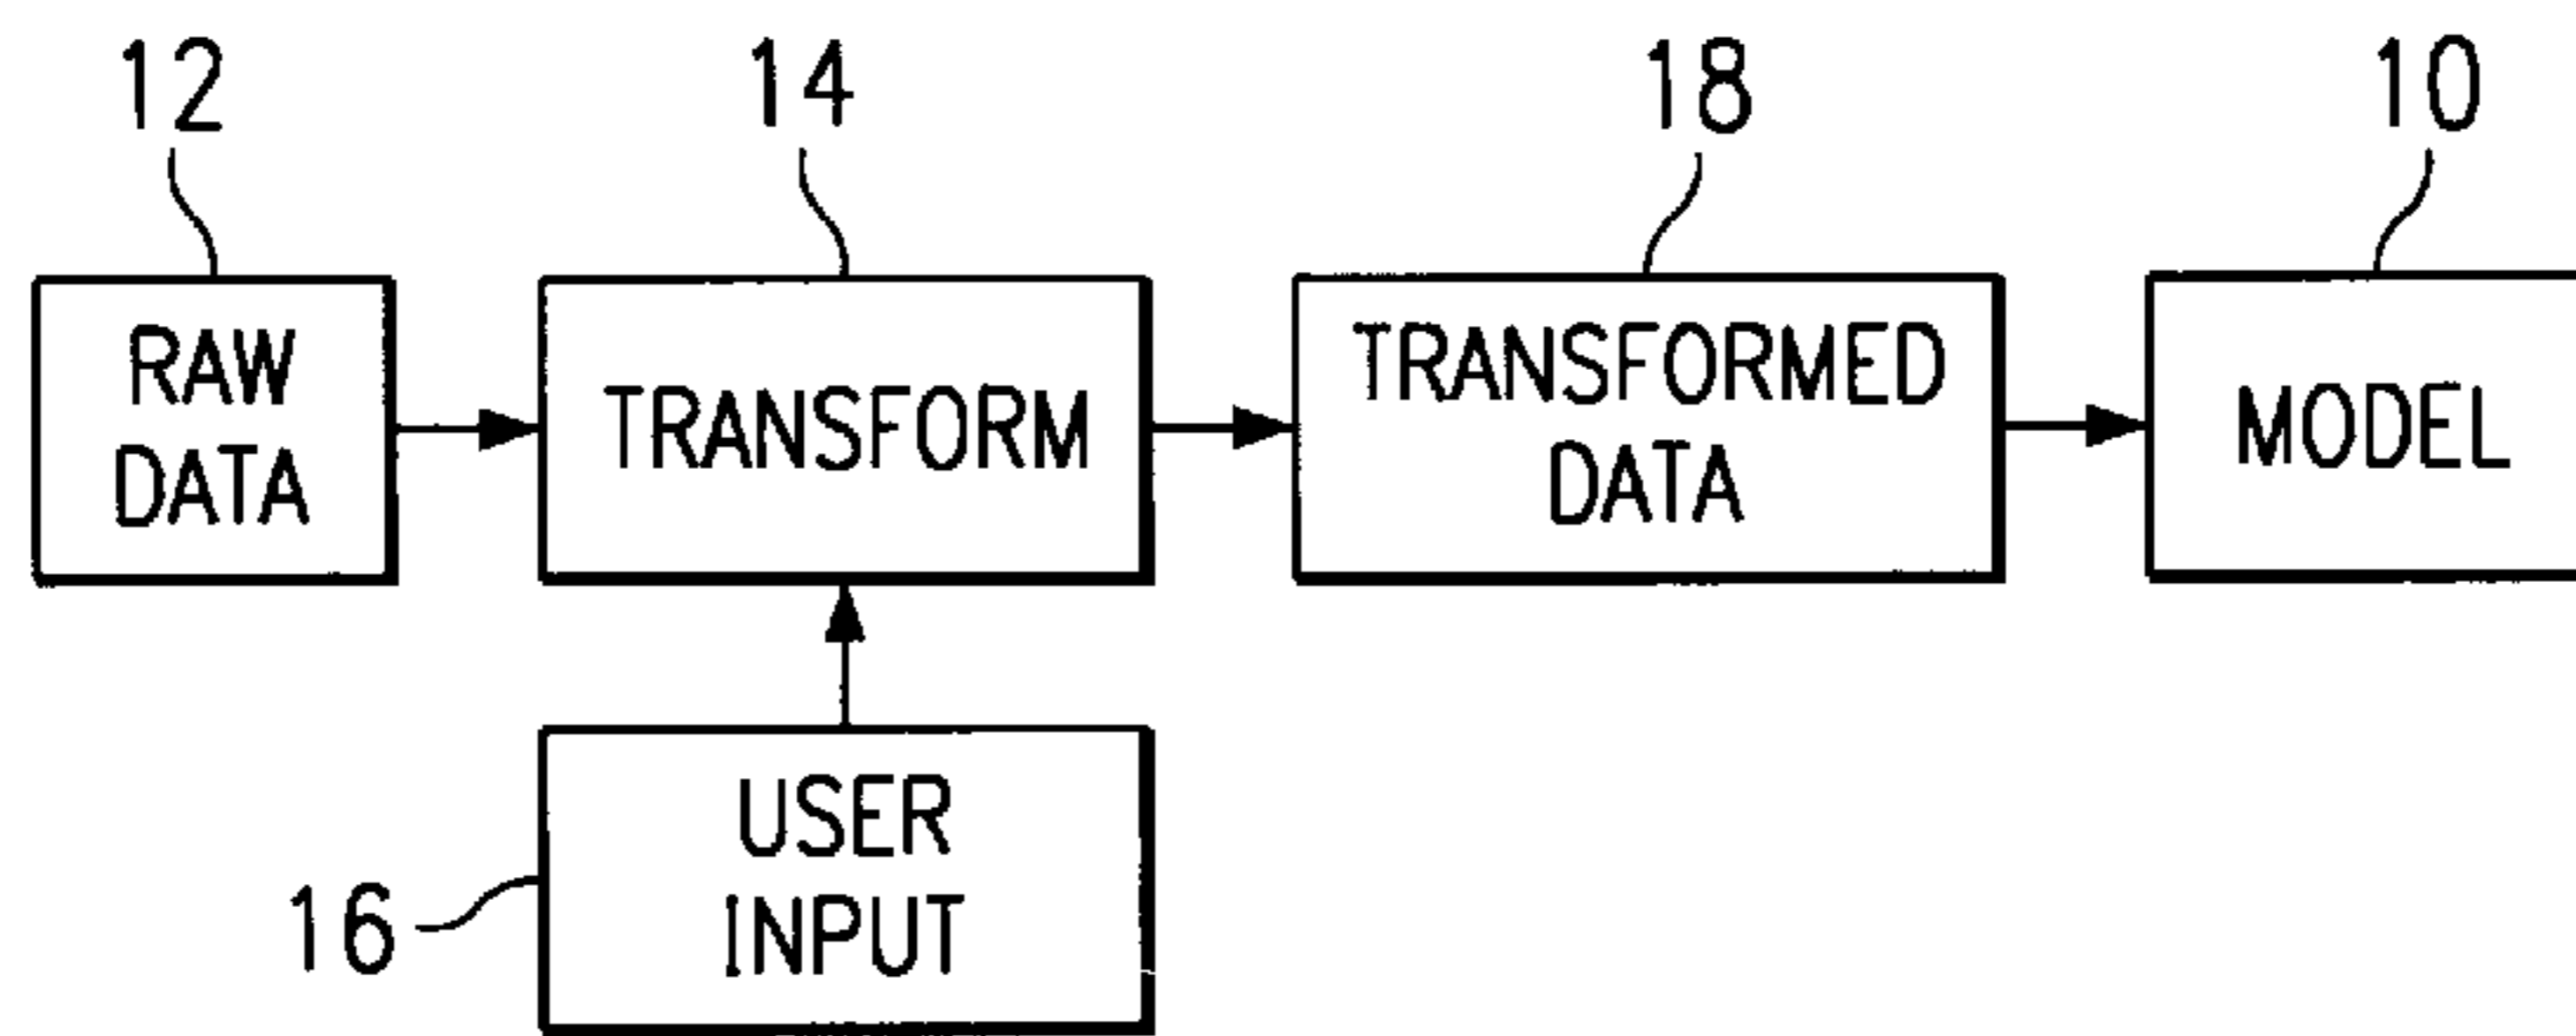 12
14
18
10
RAW
DATA
TRANSFORM
TRANSFORMED
DATA
MODEL
USER
INPUT
16